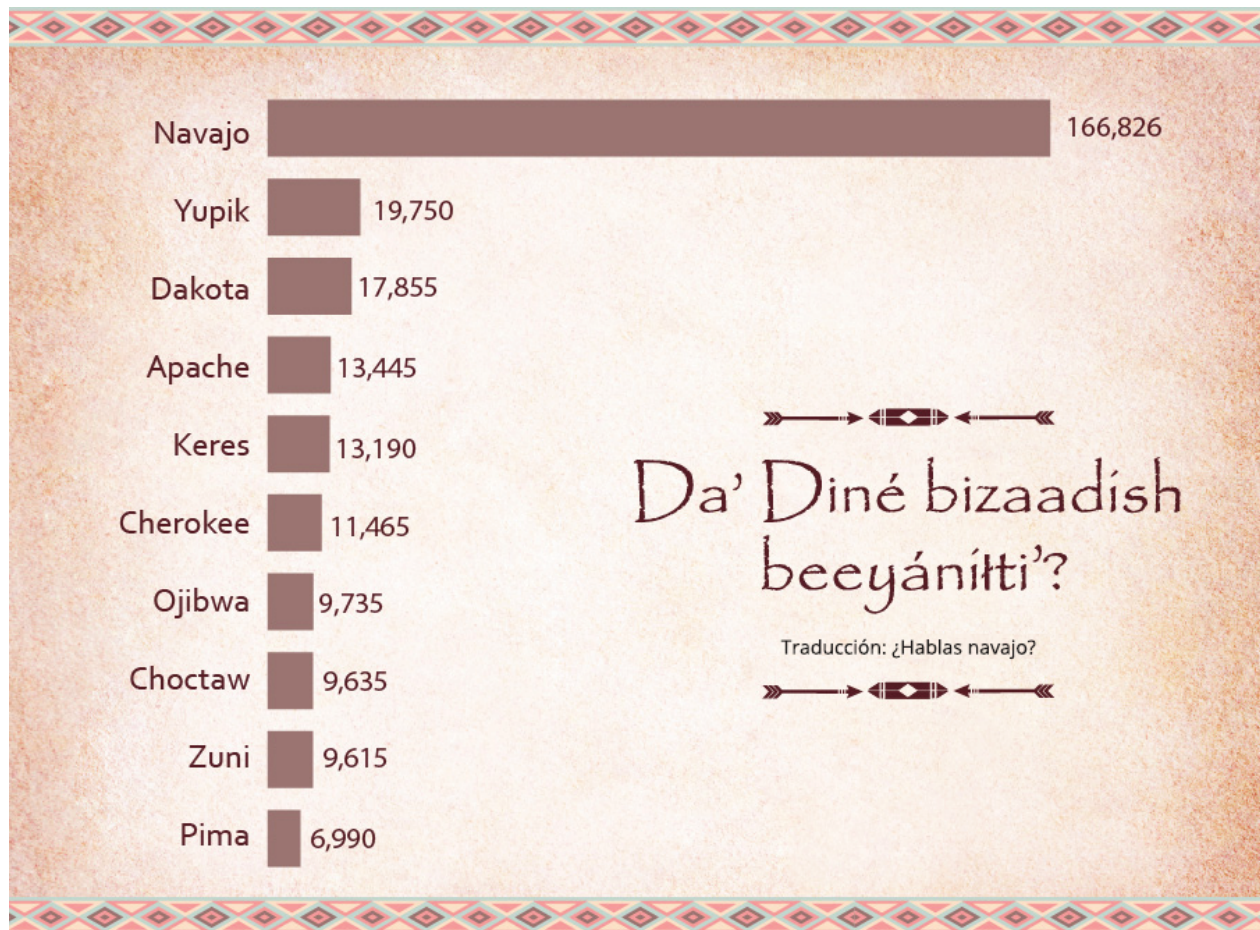 Navajo 166,826
Yupik 19,750
Dakota 17,855
Apache 13,445
Keres 13,190
Cherokee 11,465
Ojibwa 9,735
Choctaw 9,635
Zuni 9,615
Pima 6,990
Da’ Diné bizaadísh
beeyáníłti’?
Traducción: ¿Hablas navajo?